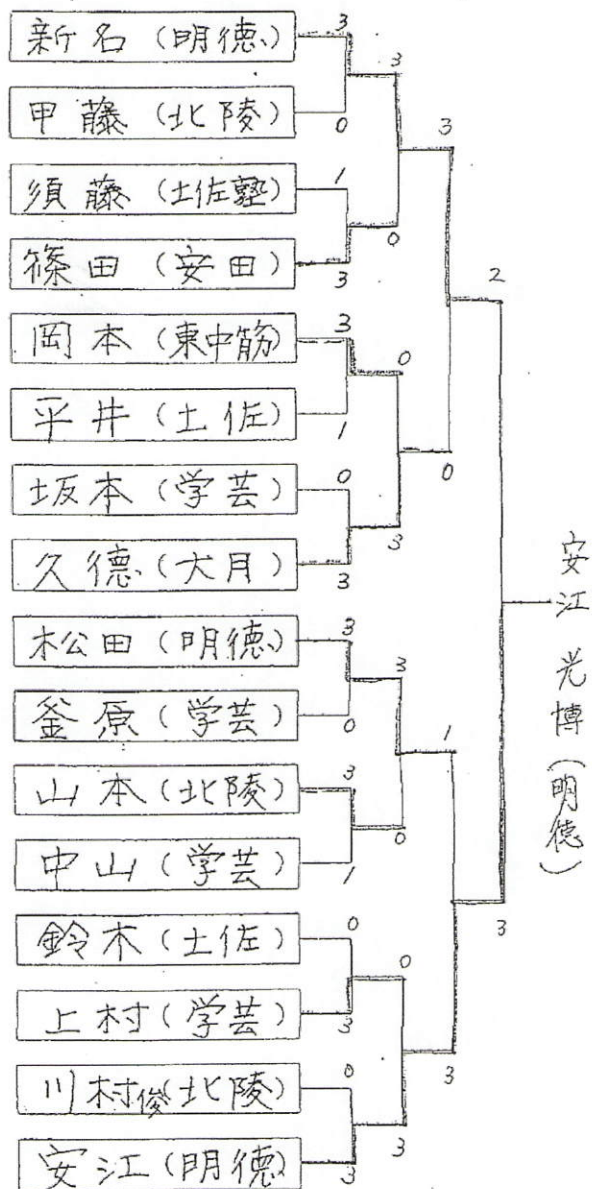 新名(明徳)
3
3
甲藤(北陵)
0
3
須藤(土佐塾)
1
0
篠田(安田)
3
2
岡本(東中筋)
3
0
平井(土佐)
1
0
坂本(学芸)
0
久徳(大月)
3
3
松田(明徳)
3
3
釜原(学芸)
0
1
山本(北陵)
3
0
中山(学芸)
1
3
鈴木(土佐)
0
0
上村(学芸)
3
3
川村俊(北陵)
0
3
安江(明徳)
3
安江光博(明徳)